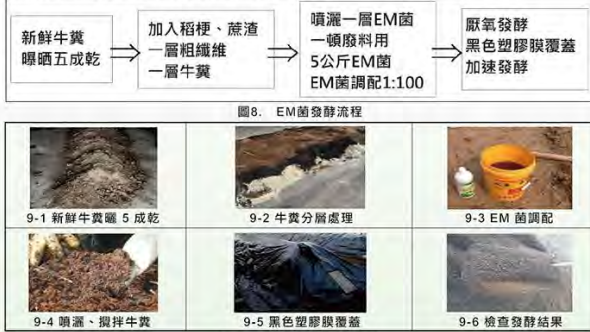 新鮮牛糞
曝晒五成乾
加入稻梗、蔗渣
一層粗纖維
一層牛糞
噴灑一層EM菌
一頓廢料用
5公斤EM菌
EM菌調配1:100
厭氧發酵
黑色塑膠膜覆蓋
加速發酵
圖8. EM菌發酵流程
9-1 新鮮牛糞曬 5 成乾
9-2 牛糞分層處理
9-3 EM 菌調配
9-4 噴灑、攪拌牛糞
9-5 黑色塑膠膜覆蓋
9-6 檢查發酵結果